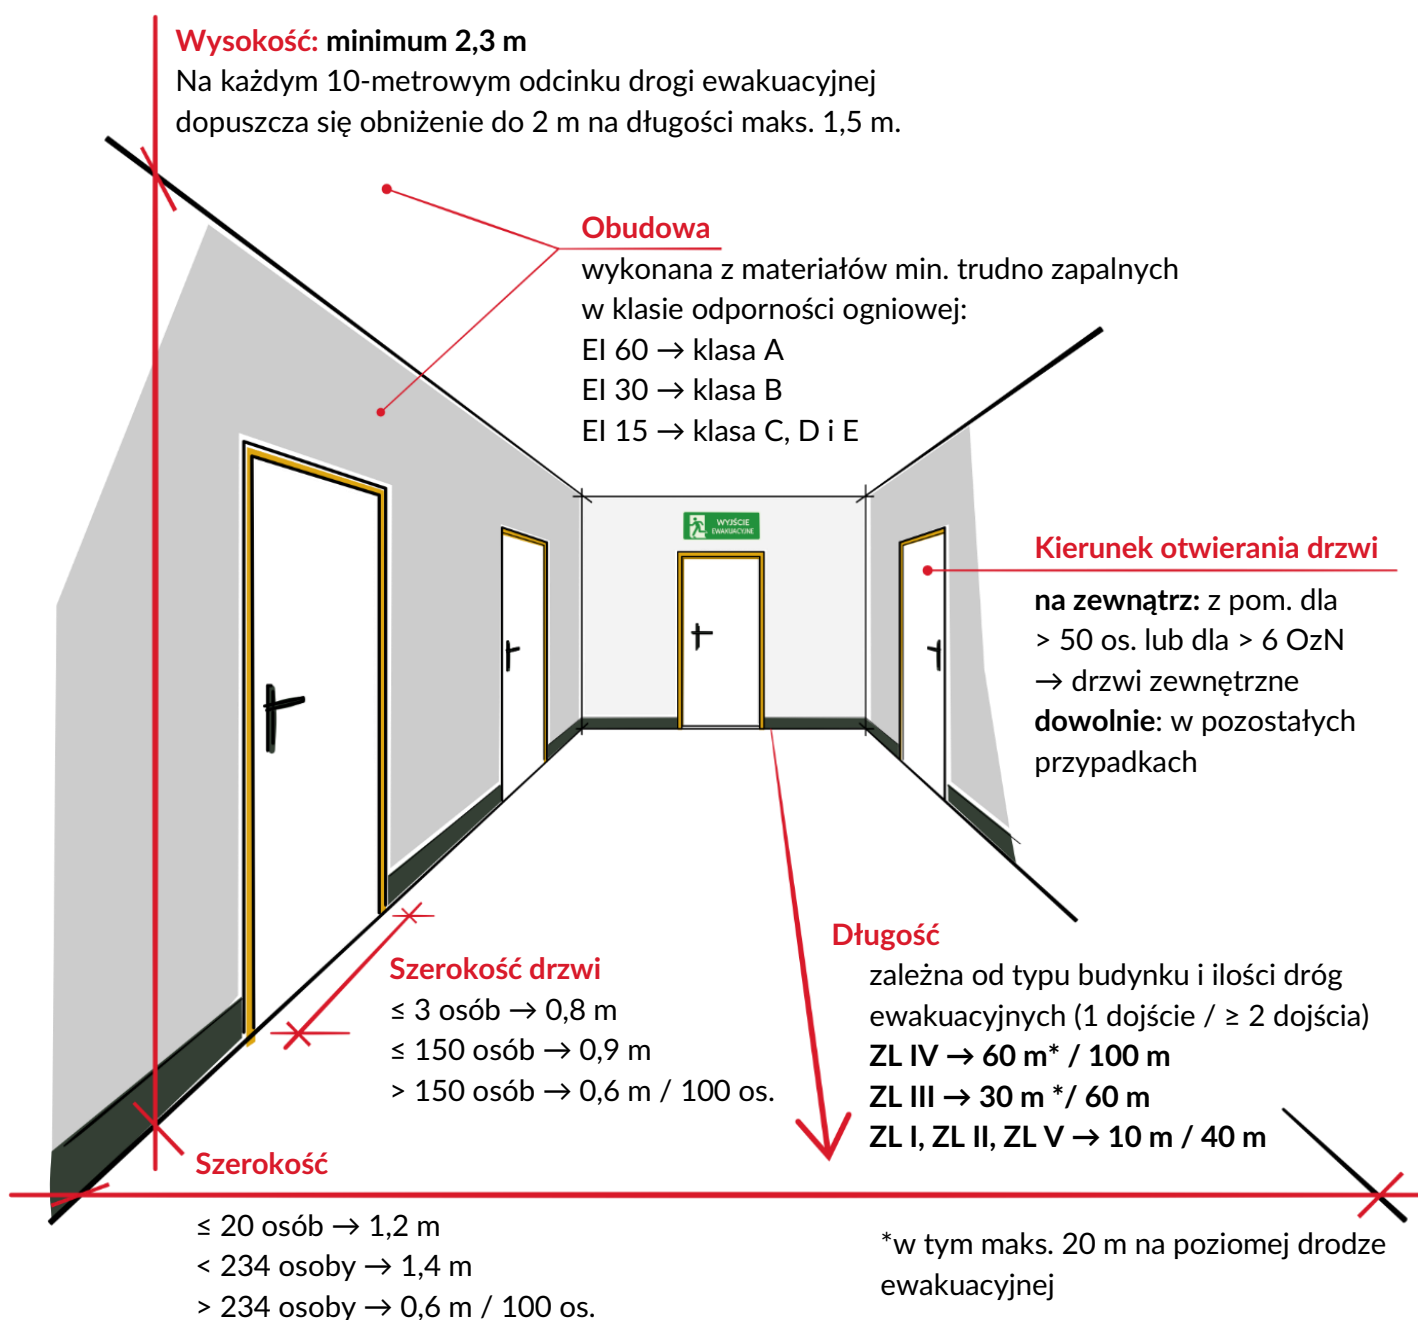 Wysokość: minimum 2,3 m
Na każdym 10-metrowym odcinku drogi ewakuacyjnej
dopuszcza się obniżenie do 2 m na długości maks. 1,5 m.
Obudowa
wykonana z materiałów min. trudno zapalnych
w klasie odporności ogniowej:
EI 60 → klasa A
EI 30 → klasa B
EI 15 → klasa C, D i E
WYJŚCIE
EWAKUACYJNE
Kierunek otwierania drzwi
na zewnątrz: z pom. dla
> 50 os. lub dla > 6 OzN
→ drzwi zewnętrzne
dowolnie: w pozostałych
przypadkach
Szerokość drzwi
≤ 3 osób → 0,8 m
≤ 150 osób → 0,9 m
> 150 osób → 0,6 m / 100 os.
Długość
zależna od typu budynku i ilości dróg
ewakuacyjnych (1 dojście / ≥ 2 dojścia)
ZL IV → 60 m* / 100 m
ZL III → 30 m */ 60 m
ZL I, ZL II, ZL V → 10 m / 40 m
Szerokość
≤ 20 osób → 1,2 m
< 234 osoby → 1,4 m
> 234 osoby → 0,6 m / 100 os.
*w tym maks. 20 m na poziomej drodze
ewakuacyjnej